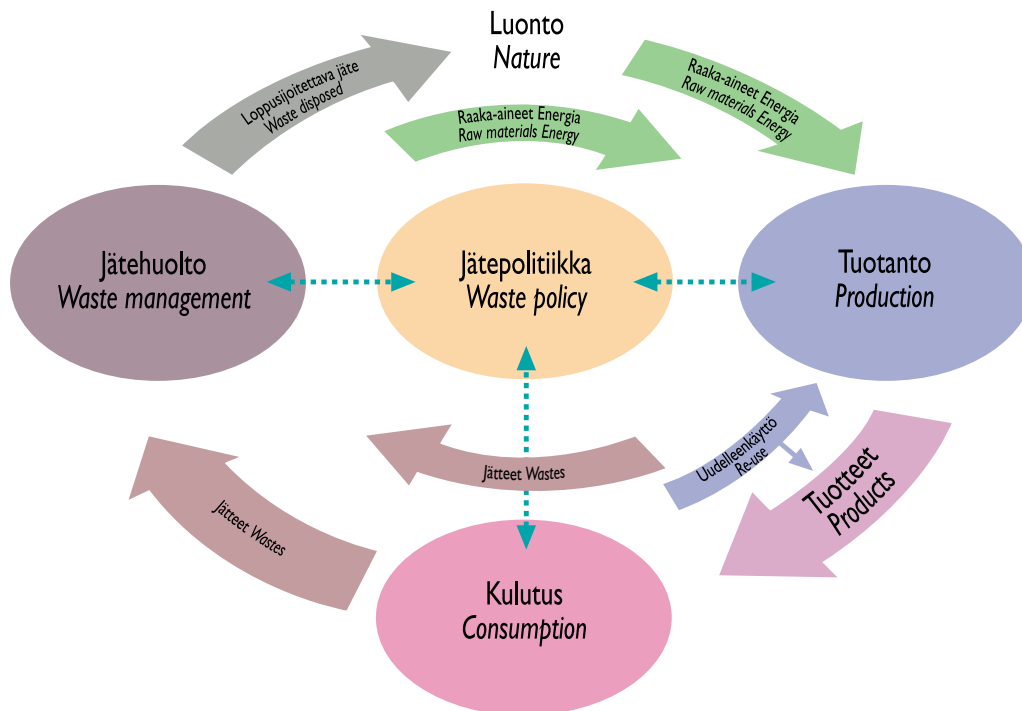 Luonto
Nature
Loppusijoitettava jäte
Waste disposed
Raaka-aineet Energia
Raw materials Energy
Raaka-aineet Energia
Raw materials Energy
Jätehuolto
Waste management
Jätepolitiikka
Waste policy
Tuotanto
Production
Jätteet Wastes
Uudelleenkäyttö
Re-use
Tuotteet
Products
Jätteet Wastes
Kulutus
Consumption